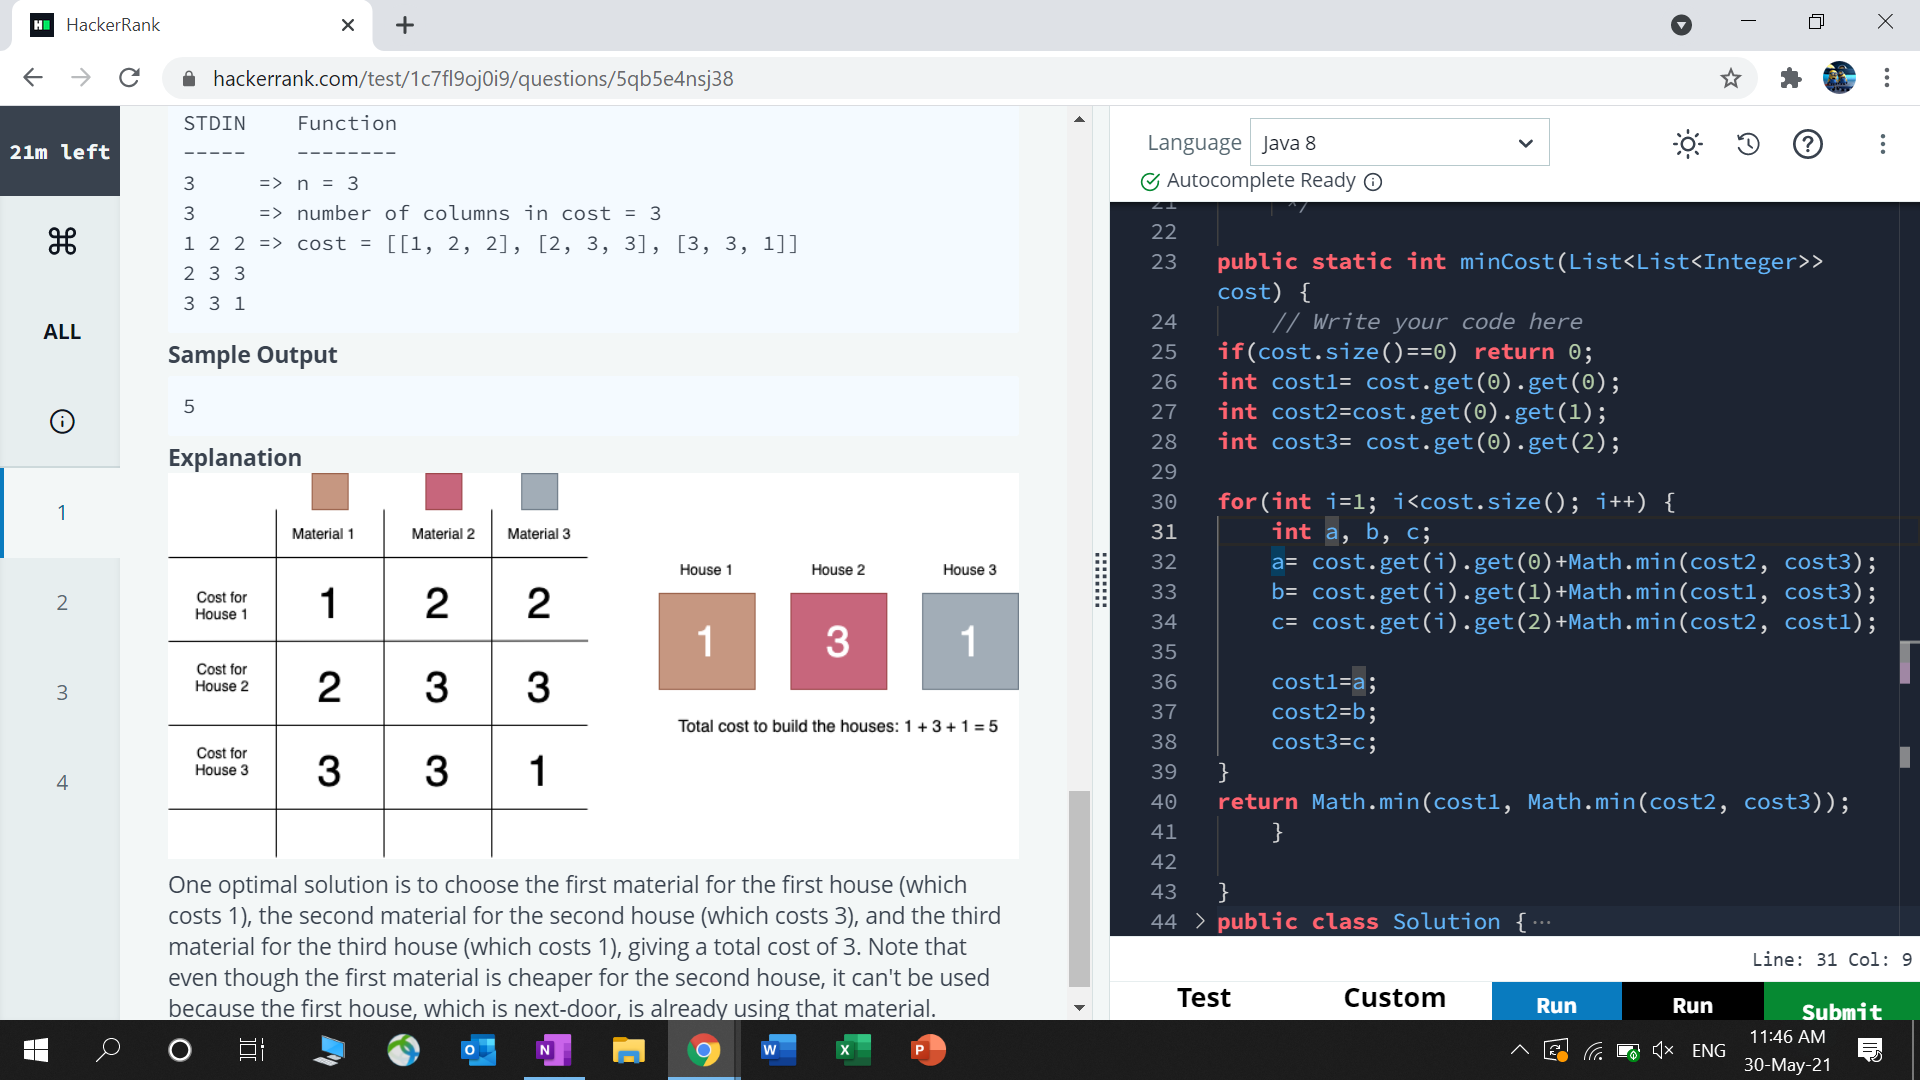 HackerRank
hackerrank.com/test/1c7fl9oj0i9/questions/5qb5e4nsj38
21m left
ALL
1
2
3
4
STDIN Function
----- --------
3 => n = 3
3 => number of columns in cost = 3
1 2 2 => cost = [[1, 2, 2], [2, 3, 3], [3, 3, 1]]
2 3 3
3 3 1
Sample Output
5
Explanation
Material 1 Material 2 Material 3
Cost for House 1 1 2 2
Cost for House 2 2 3 3
Cost for House 3 3 3 1
House 1 House 2 House 3
1 3 1
Total cost to build the houses: 1 + 3 + 1 = 5
One optimal solution is to choose the first material for the first house (which
costs 1), the second material for the second house (which costs 3), and the third
material for the third house (which costs 1), giving a total cost of 3. Note that
even though the first material is cheaper for the second house, it can't be used
because the first house, which is next-door, is already using that material.
Language Java 8
Autocomplete Ready
21 */
22
23 public static int minCost(List<List<Integer>>
cost) {
24 // Write your code here
25 if(cost.size()==0) return 0;
26 int cost1= cost.get(0).get(0);
27 int cost2=cost.get(0).get(1);
28 int cost3= cost.get(0).get(2);
29
30 for(int i=1; i<cost.size(); i++) {
31 int a, b, c;
32 a= cost.get(i).get(0)+Math.min(cost2, cost3);
33 b= cost.get(i).get(1)+Math.min(cost1, cost3);
34 c= cost.get(i).get(2)+Math.min(cost2, cost1);
35
36 cost1=a;
37 cost2=b;
38 cost3=c;
39 }
40 return Math.min(cost1, Math.min(cost2, cost3));
41 }
42
43 }
44 > public class Solution {···
Line: 31 Col: 9
Test Custom Run Run Submit
ENG
11:46 AM
30-May-21